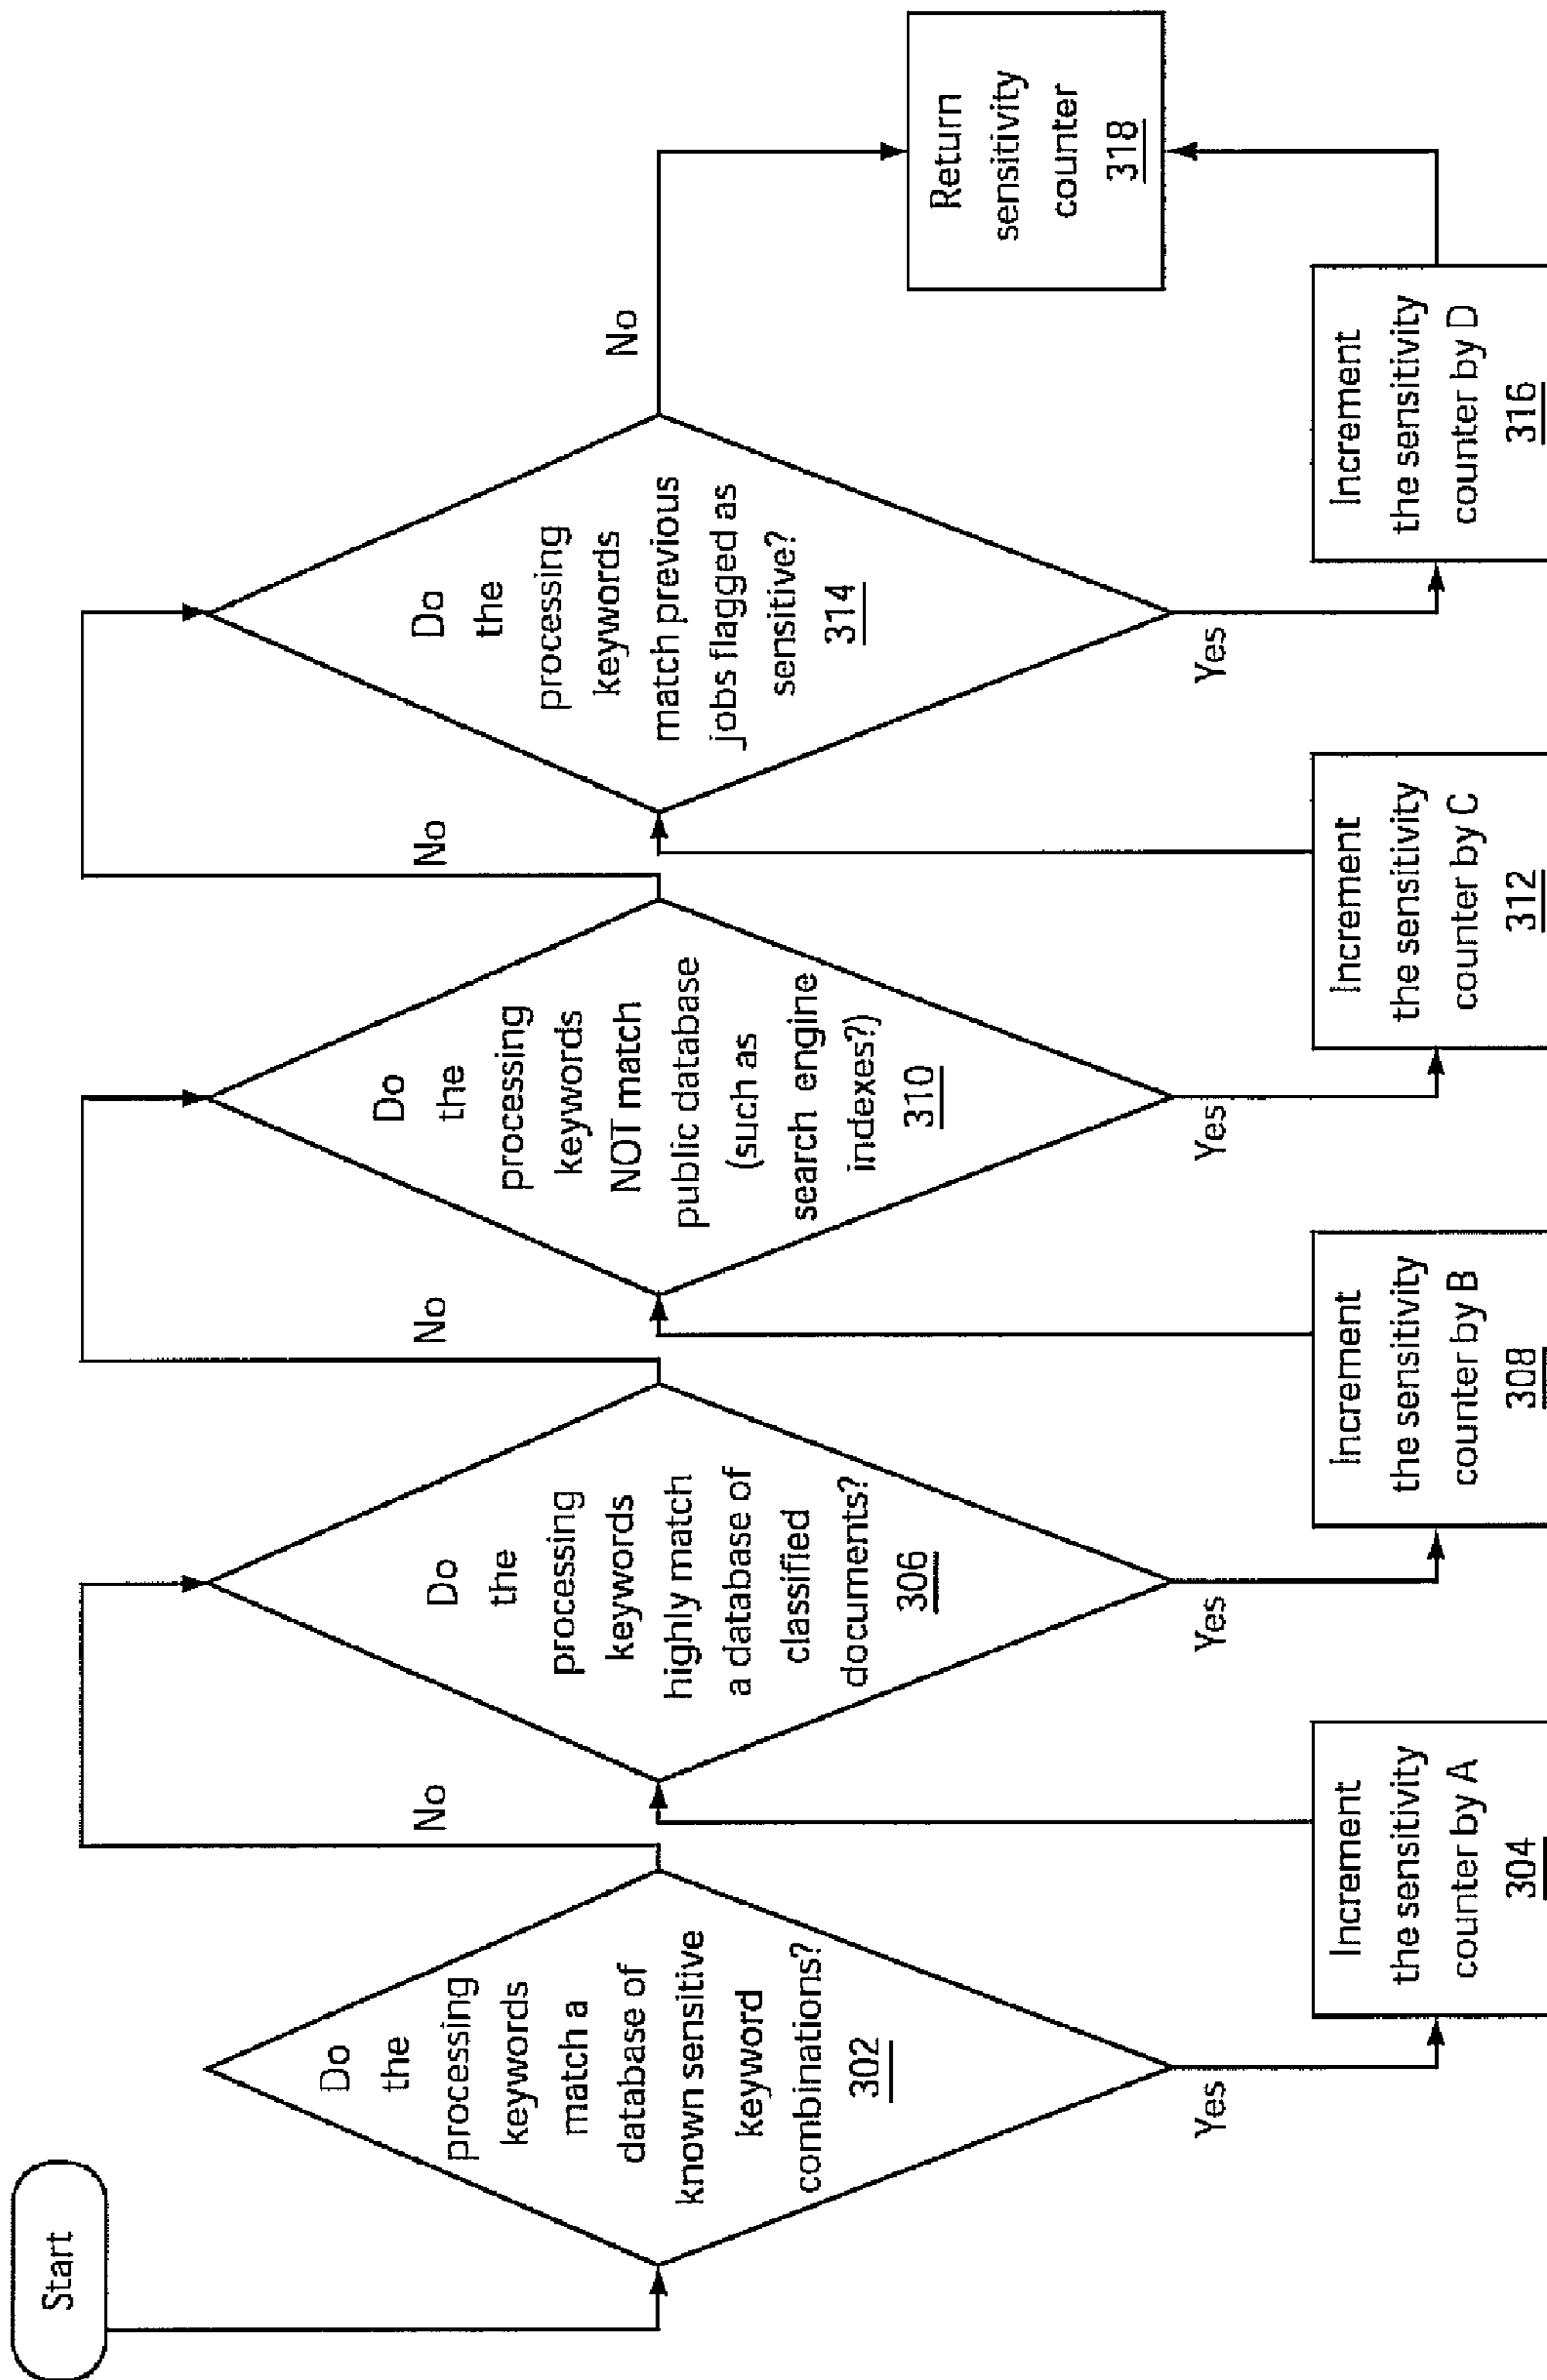 Start
Do
the
processing
keywords
match a
database of
known sensitive
keyword
combinations?
302
No
Yes
Increment
the sensitivity
counter by A
304
Do
the
processing
keywords
highly match
a database of
classified
documents?
306
No
Yes
Increment
the sensitivity
counter by B
308
Do
the
processing
keywords
NOT match
public database
(such as
search engine
indexes?)
310
No
Yes
Increment
the sensitivity
counter by C
312
Do
the
processing
keywords
match previous
jobs flagged as
sensitive?
314
No
Yes
Increment
the sensitivity
counter by D
316
Return
sensitivity
counter
318